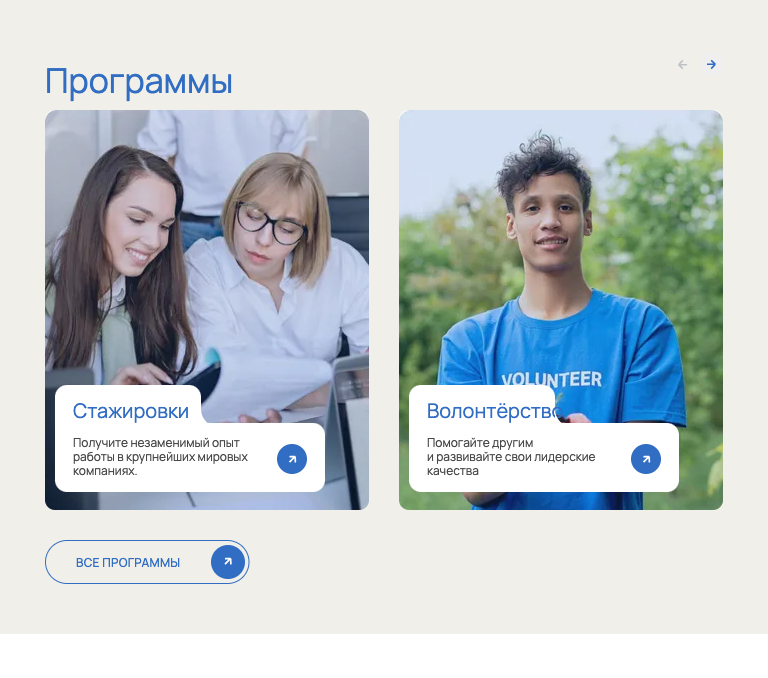 Программы
VOLUNTEER
Стажировки
Получите незаменимый опыт
работы в крупнейших мировых
компаниях.
Волонтёрство
Помогайте другим
и развивайте свои лидерские
качества
ВСЕ ПРОГРАММЫ